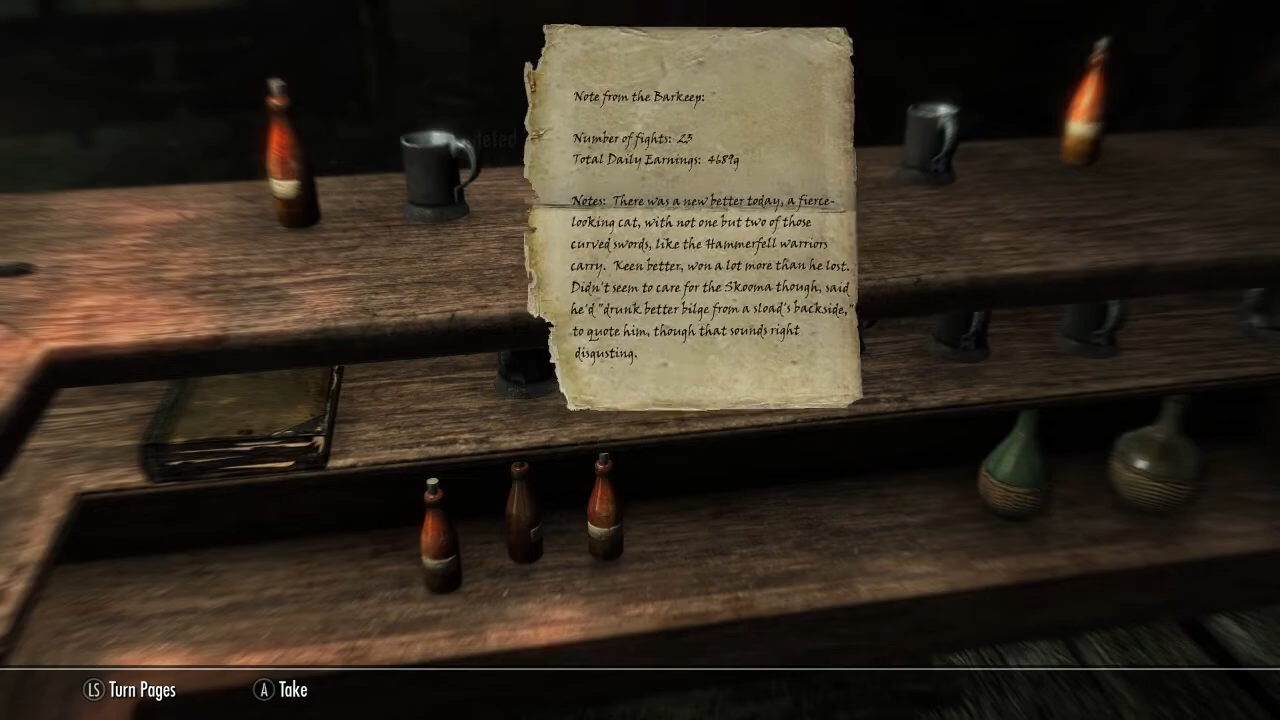 Note from the Barkeep:
Number of fights: 23
Total Daily Earnings: 4689g
Notes: There was a new better today, a fierce-
looking cat, with not one but two of those
curved swords, like the Hammerfell warriors
carry. Keen better, won a lot more than he lost.
Didn't seem to care for the Skooma though, said
he'd "drunk better bilge from a sload's backside,"
to quote him, though that sounds right
disgusting.
LS Turn Pages
A Take